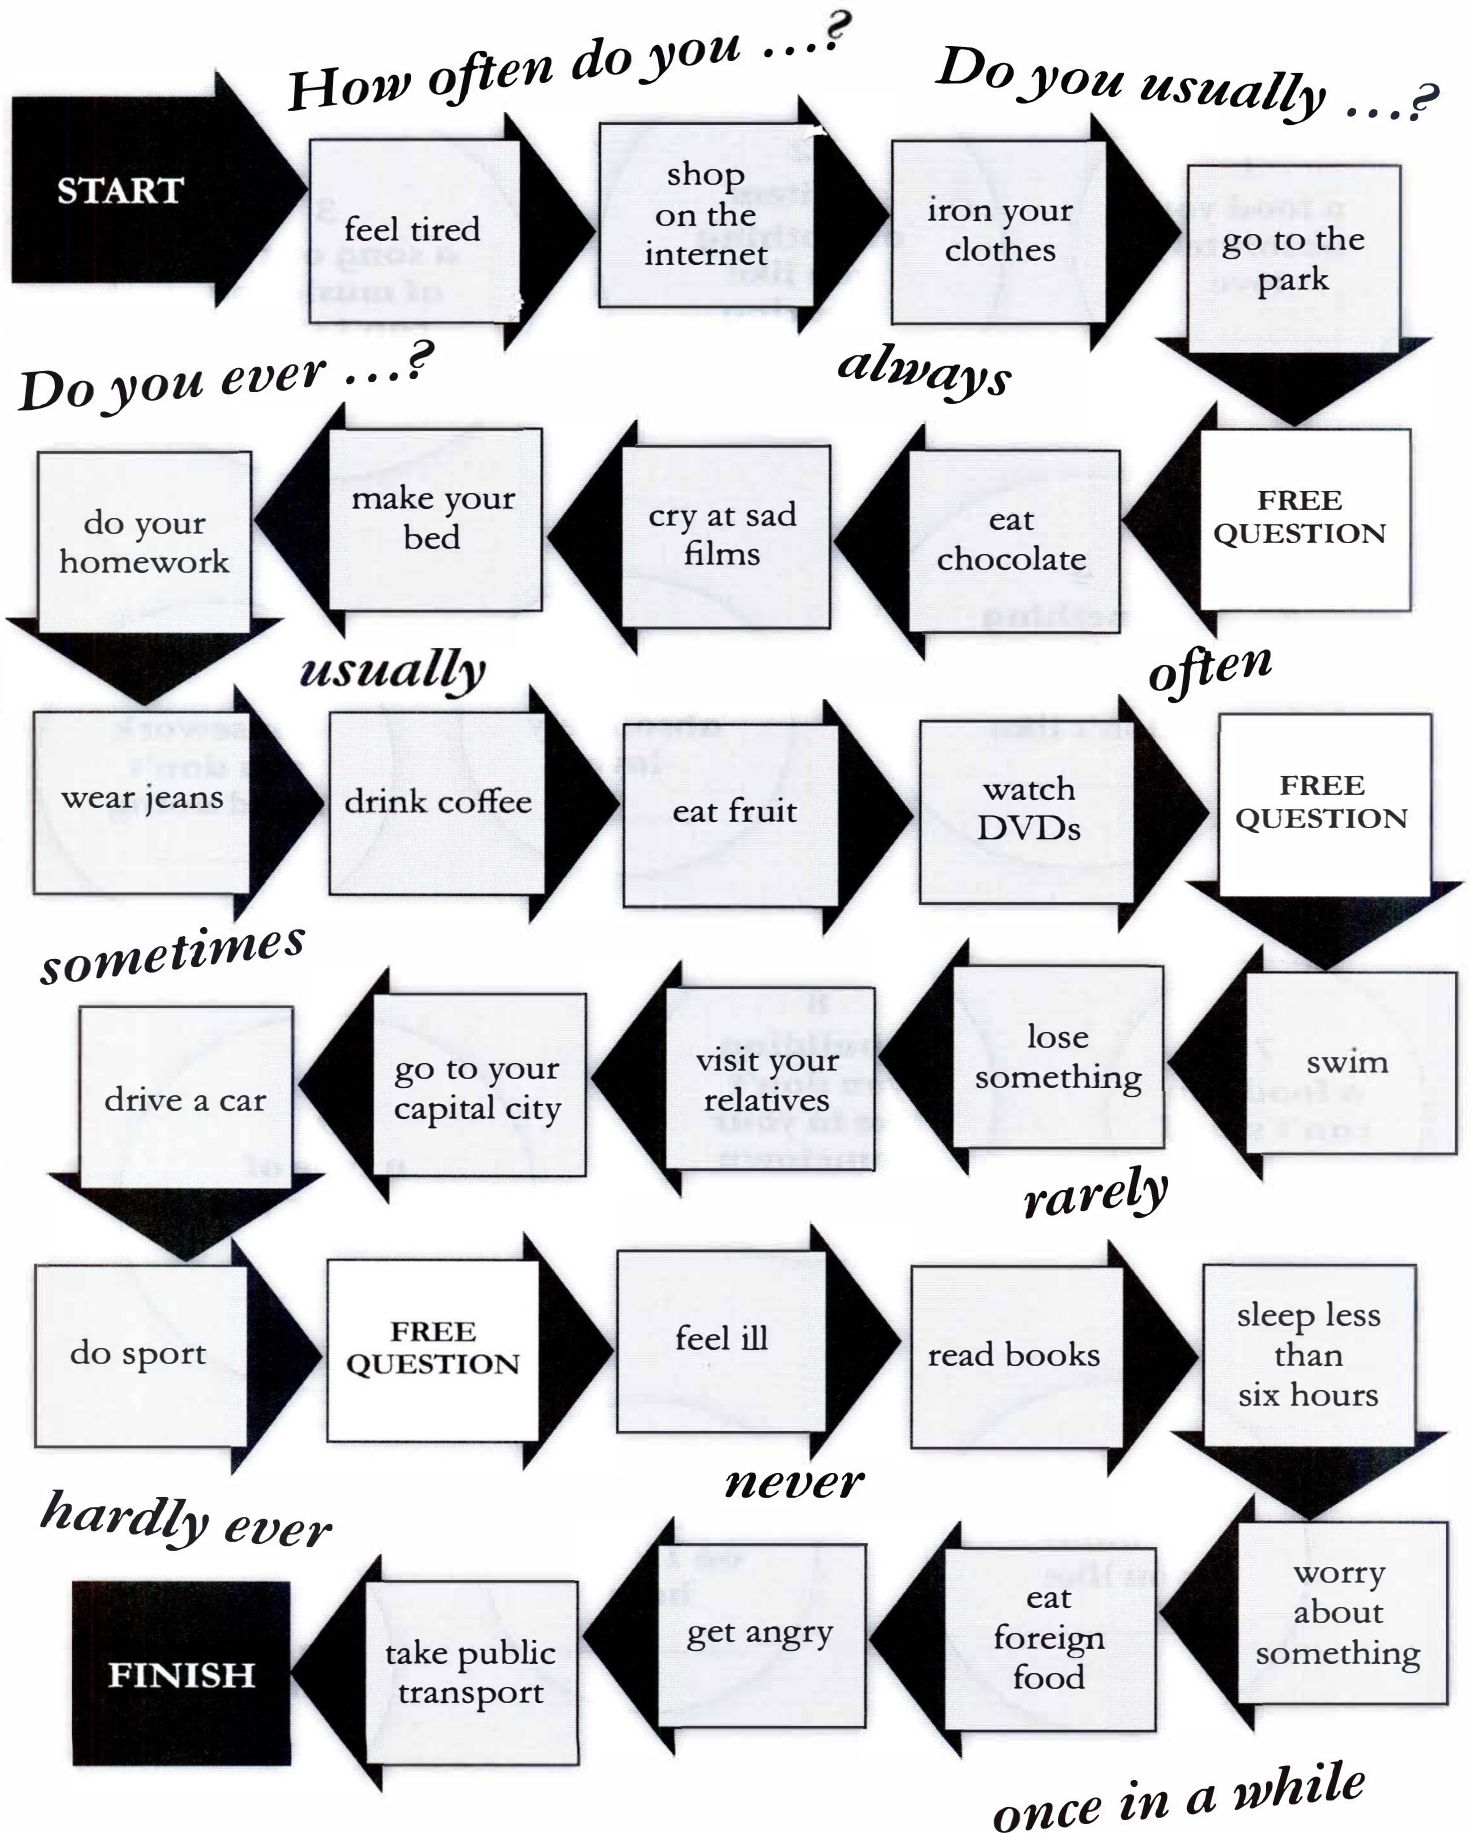 How often do you ...?
Do you usually ...?
START
feel tired
shop
on the
internet
iron your
clothes
go to the
park
Do you ever ...?
always
FREE
QUESTION
eat
chocolate
cry at sad
films
make your
bed
do your
homework
usually
often
wear jeans
drink coffee
eat fruit
watch
DVDs
FREE
QUESTION
sometimes
swim
lose
something
visit your
relatives
go to your
capital city
drive a car
rarely
do sport
FREE
QUESTION
feel ill
read books
sleep less
than
six hours
never
hardly ever
worry
about
something
eat
foreign
food
get angry
take public
transport
FINISH
once in a while